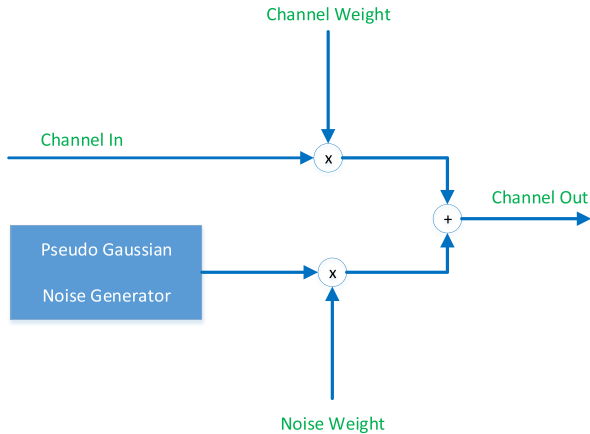 Channel Weight
Channel In
x
Channel Out
+
Pseudo Gaussian
Noise Generator
x
Noise Weight